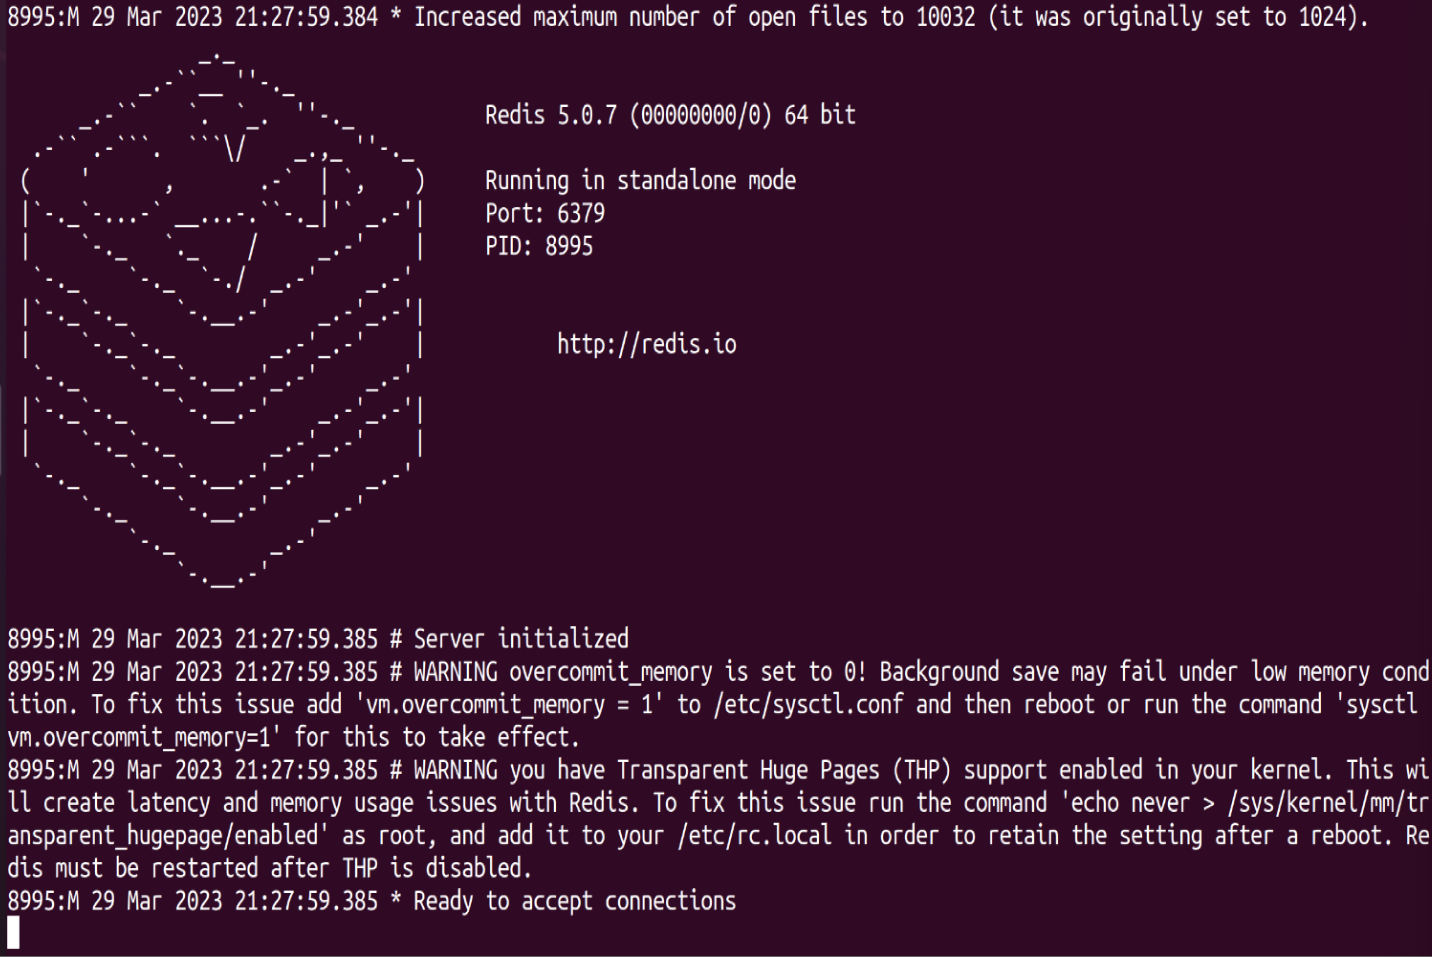 8995:M 29 Mar 2023 21:27:59.384 * Increased maximum number of open files to 10032 (it was originally set to 1024).
Redis 5.0.7 (00000000/0) 64 bit
Running in standalone mode
Port: 6379
PID: 8995
http://redis.io
8995:M 29 Mar 2023 21:27:59.385 # Server initialized
8995:M 29 Mar 2023 21:27:59.385 # WARNING overcommit_memory is set to 0! Background save may fail under low memory cond
ition. To fix this issue add 'vm.overcommit_memory = 1' to /etc/sysctl.conf and then reboot or run the command 'sysctl
vm.overcommit_memory=1' for this to take effect.
8995:M 29 Mar 2023 21:27:59.385 # WARNING you have Transparent Huge Pages (THP) support enabled in your kernel. This wi
ll create latency and memory usage issues with Redis. To fix this issue run the command 'echo never > /sys/kernel/mm/tr
ansparent_hugepage/enabled' as root, and add it to your /etc/rc.local in order to retain the setting after a reboot. Re
dis must be restarted after THP is disabled.
8995:M 29 Mar 2023 21:27:59.385 * Ready to accept connections